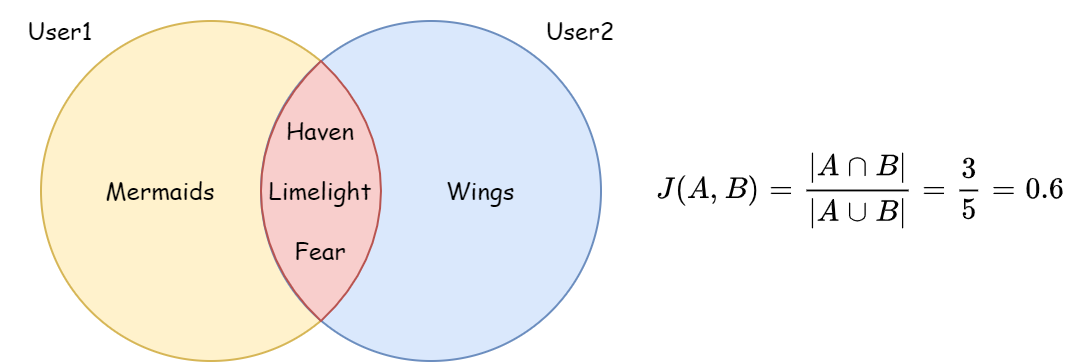 User1
User2
Haven
Mermaids
Limelight
Wings
Fear
J(A, B) = |A ∩ B| / |A ∪ B| = 3/5 = 0.6